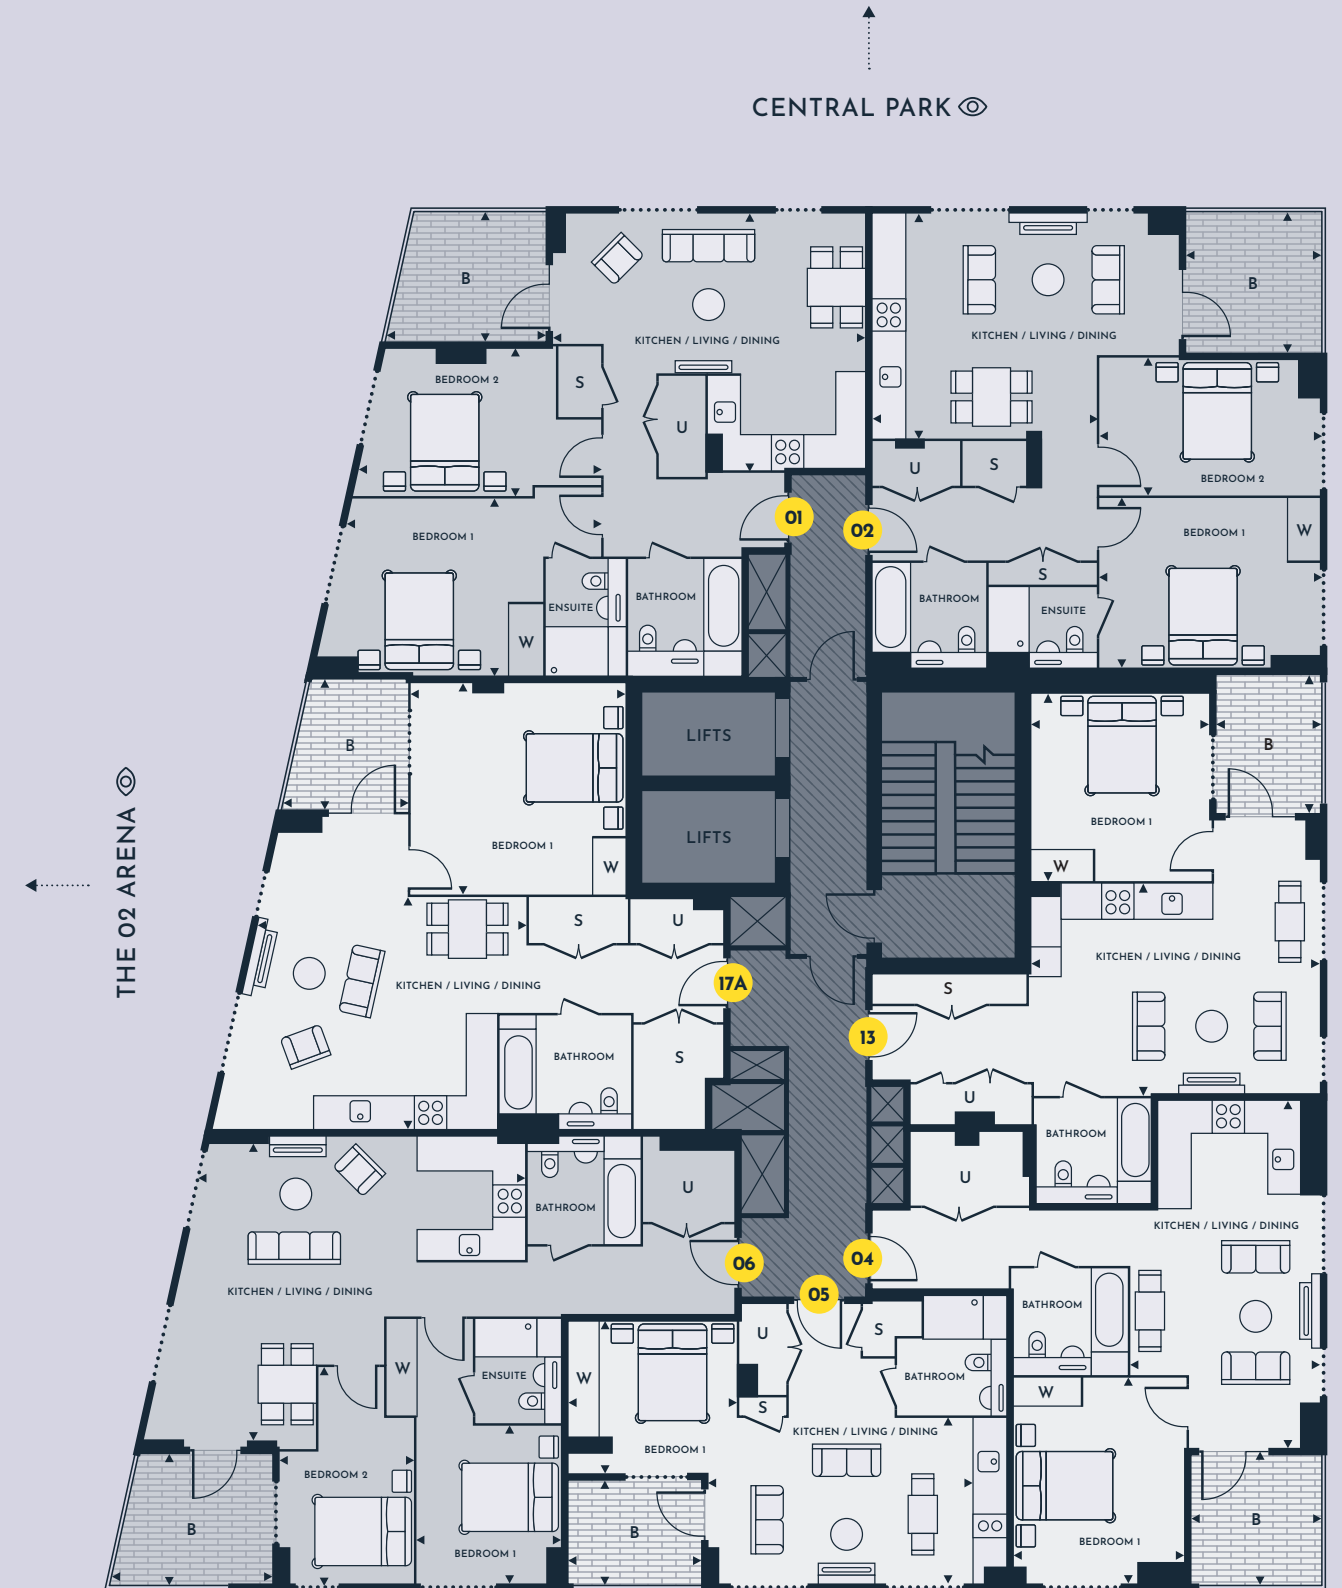 CENTRAL PARK
THE O2 ARENA
B
KITCHEN / LIVING / DINING
BEDROOM 2
S
U
BEDROOM 1
ENSUITE
W
BATHROOM
01
KITCHEN / LIVING / DINING
B
U
S
BEDROOM 2
BEDROOM 1
W
S
BATHROOM
ENSUITE
02
LIFTS
LIFTS
B
BEDROOM 1
W
S
U
KITCHEN / LIVING / DINING
BATHROOM
S
17A
B
BEDROOM 1
W
KITCHEN / LIVING / DINING
S
U
BATHROOM
13
U
KITCHEN / LIVING / DINING
BATHROOM
W
BEDROOM 1
B
04
KITCHEN / LIVING / DINING
BATHROOM
U
W
ENSUITE
BEDROOM 2
BEDROOM 1
B
06
U
S
W
S
BATHROOM
KITCHEN / LIVING / DINING
BEDROOM 1
B
05